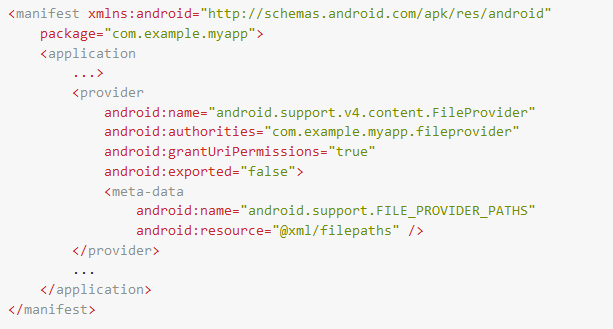 <manifest xmlns:android="http://schemas.android.com/apk/res/android"
    package="com.example.myapp">
    <application
        ...>
        <provider
            android:name="android.support.v4.content.FileProvider"
            android:authorities="com.example.myapp.fileprovider"
            android:grantUriPermissions="true"
            android:exported="false">
            <meta-data
                android:name="android.support.FILE_PROVIDER_PATHS"
                android:resource="@xml/filepaths" />
        </provider>
        ...
    </application>
</manifest>